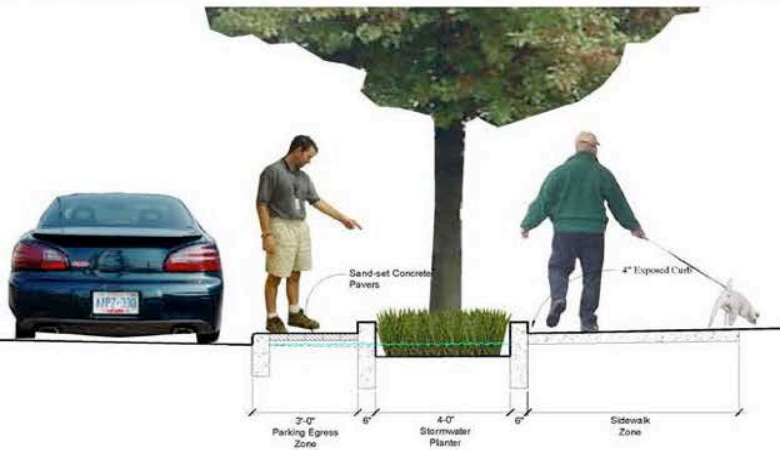 Sand-set Concrete
Pavers
4" Exposed Curb
3'-0"
Parking Egress
Zone
6"
4-0"
Stormwater
Planter
6"
Sidewalk
Zone